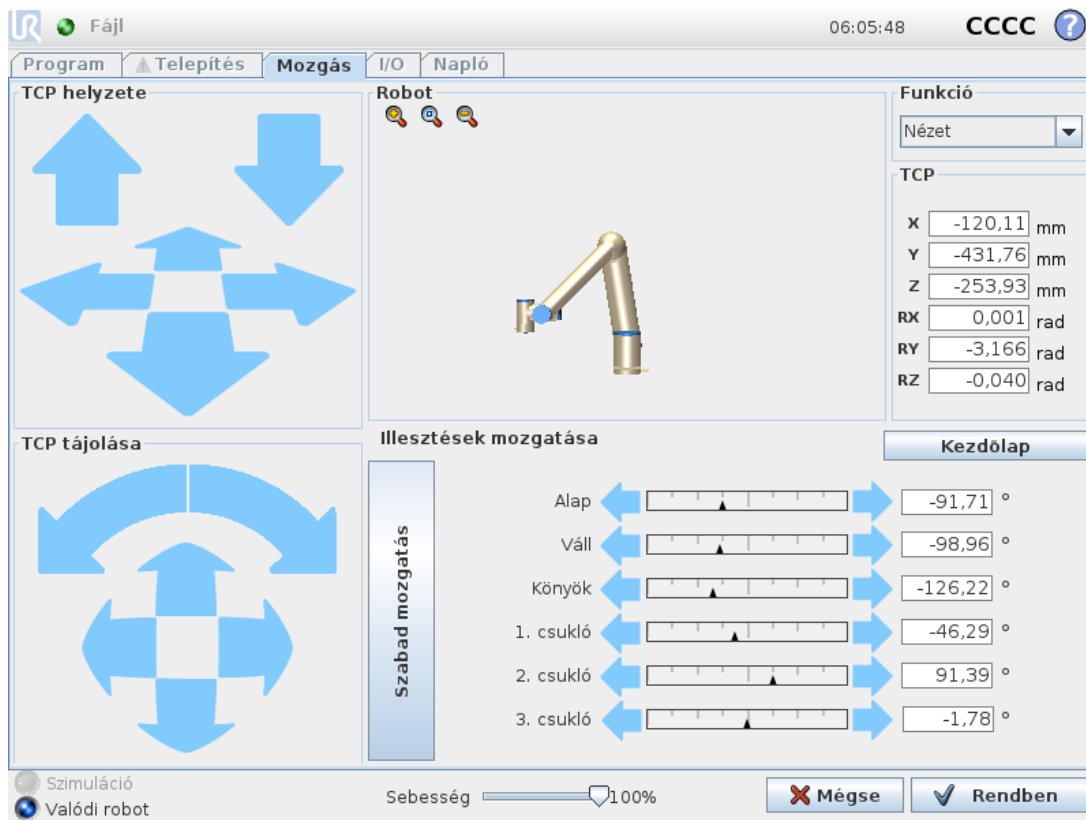 UR Fájl 06:05:48 CCCC ?
Program Telepítés Mozgás I/O Napló
TCP helyzete
Robot
Funkció
Nézet
TCP
X -120,11 mm
Y -431,76 mm
Z -253,93 mm
RX 0,001 rad
RY -3,166 rad
RZ -0,040 rad
TCP tájolása
Illesztések mozgatása
Kezdőlap
Szabad mozgatás
Alap -91,71 °
Váll -98,96 °
Könyök -126,22 °
1. csukló -46,29 °
2. csukló 91,39 °
3. csukló -1,78 °
Szimuláció
Valódi robot
Sebesség 100%
Mégse
Rendben